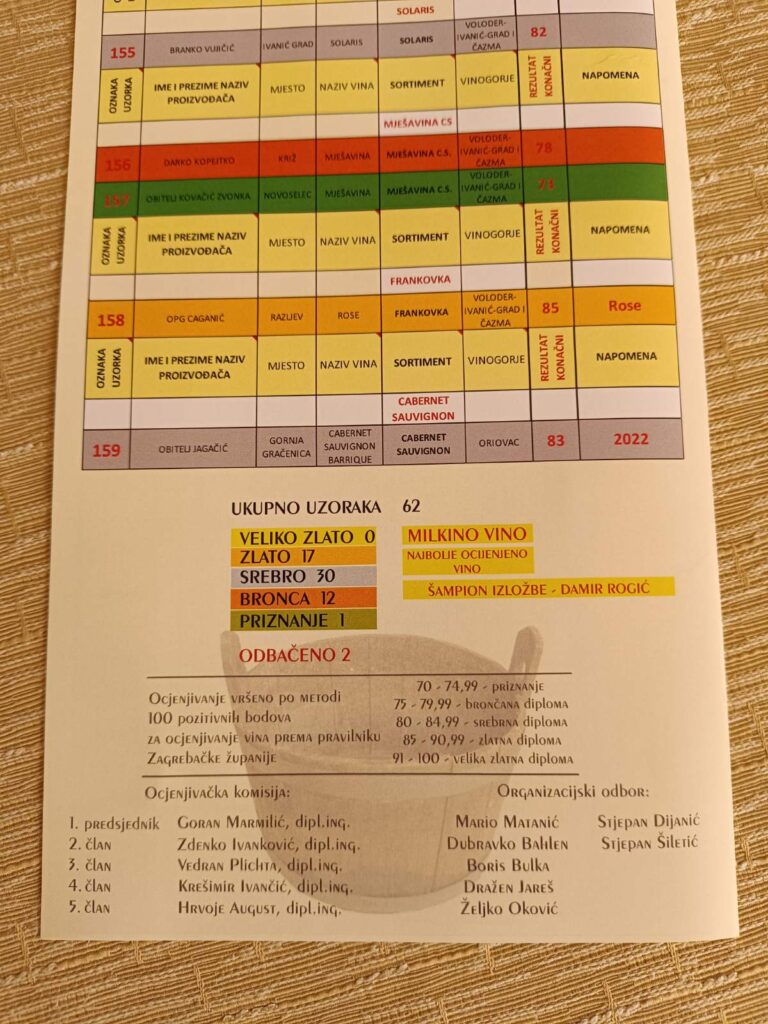 SOLARIS
155 BRANKO VUBČIĆ IVANIĆ GRAD SOLARIS SOLARIS VOLODER-IVANIĆ-GRAD I ČAZMA 82
OZNAKA UZORKA IME I PREZIME NAZIV PROIZVOĐAČA MJESTO NAZIV VINA SORTIMENT VINOGORJE REZULTAT KONAČNI NAPOMENA
MJEŠAVINA CS
156 DARKO KOPEJTKO KRIŽ MJEŠAVINA MJEŠAVINA C.S. VOLODER-IVANIĆ-GRAD I ČAZMA 78
157 OBITELJ KOVAČIĆ ZVONKA NOVOSELEC MJEŠAVINA MJEŠAVINA C.S. VOLODER-IVANIĆ-GRAD I ČAZMA 71
OZNAKA UZORKA IME I PREZIME NAZIV PROIZVOĐAČA MJESTO NAZIV VINA SORTIMENT VINOGORJE REZULTAT KONAČNI NAPOMENA
FRANKOVKA
158 OPG CAGANIĆ RAZLJEV ROSE FRANKOVKA VOLODER-IVANIĆ-GRAD I ČAZMA 85 Rose
OZNAKA UZORKA IME I PREZIME NAZIV PROIZVOĐAČA MJESTO NAZIV VINA SORTIMENT VINOGORJE REZULTAT KONAČNI NAPOMENA
CABERNET SAUVIGNON
159 OBITELJ JAGAČIĆ GORNJA GRAČENICA CABERNET SAUVIGNON BARRIQUE CABERNET SAUVIGNON ORIOVAC 83 2022
UKUPNO UZORAKA 62
VELIKO ZLATO 0
ZLATO 17
SREBRO 30
BRONCA 12
PRIZNANJE 1
ODBAČENO 2
MILKINO VINO
NAJBOLJE OCIJENJENO
VINO
ŠAMPION IZLOŽBE - DAMIR ROGIĆ
Ocjenjivanje vršeno po metodi
100 pozitivnih bodova
za ocjenjivanje vina prema pravilniku
Zagrebačke županije
70 - 74,99 - priznanje
75 - 79,99 - brončana diploma
80 - 84,99 - srebrna diploma
85 - 90,99 - zlatna diploma
91 - 100 - velika zlatna diploma
Ocjenjivačka komisija:
1. predsjednik Goran Marmilić, dipl.ing.
2. član Zdenko Ivanković, dipl.ing.
3. član Vedran Plichta, dipl.ing.
4. član Krešimir Ivančić, dipl.ing.
5. član Hrvoje August, dipl.ing.
Organizacijski odbor:
Mario Matanić Stjepan Dijanić
Dubravko Bahlen Stjepan Šiletić
Boris Bulka
Dražen Jareš
Željko Oković